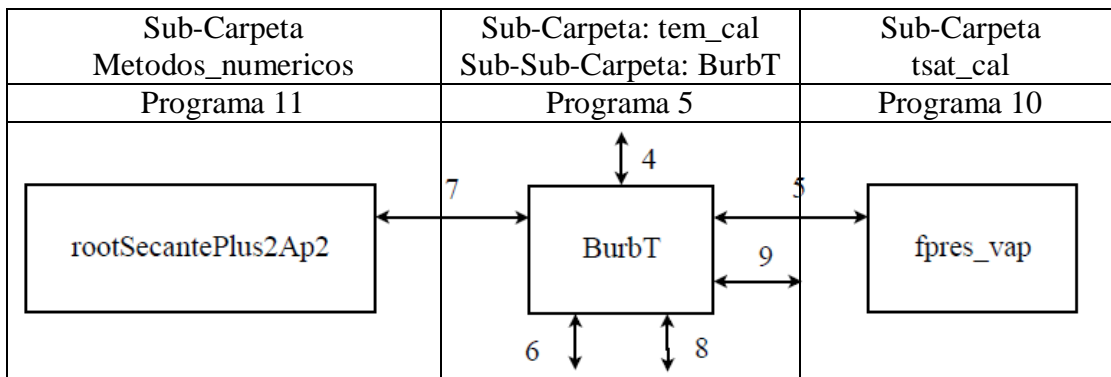 Sub-Carpeta
Metodos_numericos
Sub-Carpeta: tem_cal
Sub-Sub-Carpeta: BurbT
Sub-Carpeta
tsat_cal
Programa 11
Programa 5
Programa 10
4
7
5
rootSecantePlus2Ap2
BurbT
fpres_vap
9
6
8